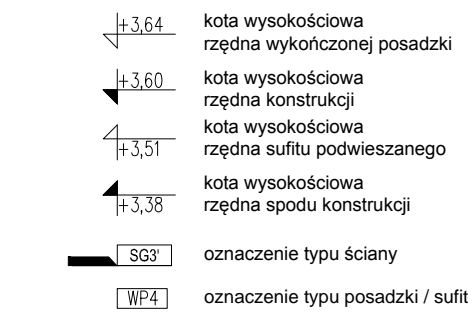 +3,64 kota wysokościowa
rzędna wykończonej posadzki
+3,60 kota wysokościowa
rzędna konstrukcji
kota wysokościowa
+3,51 rzędna sufitu podwieszanego
kota wysokościowa
+3,38 rzędna spodu konstrukcji
SG3' oznaczenie typu ściany
WP4 oznaczenie typu posadzki / sufit